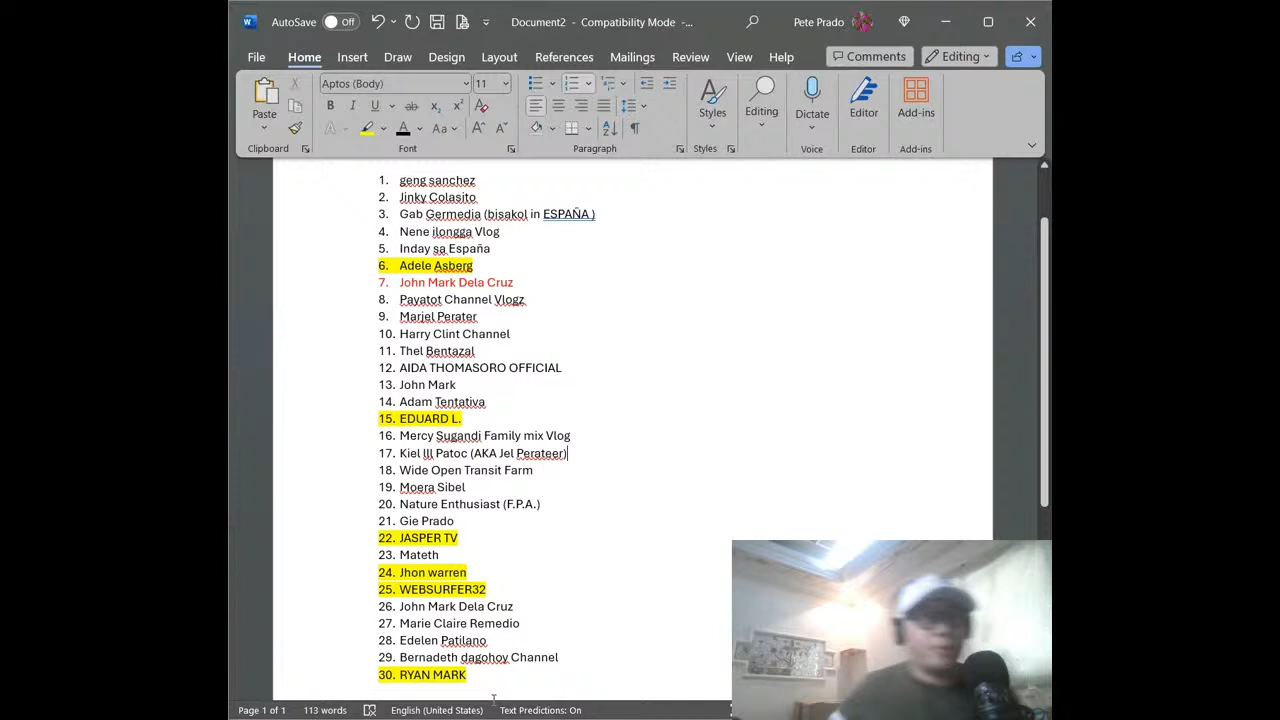 AutoSave Off Document2 - Compatibility Mode -... Pete Prado
File Home Insert Draw Design Layout References Mailings Review View Help Comments Editing
Aptos (Body) 11
Paste Styles Editing Dictate Editor Add-ins
Clipboard Font Paragraph Styles Voice Editor Add-ins
1. geng sanchez
2. Jinky Colasito
3. Gab Germedia (bisakol in ESPAÑA )
4. Nene ilongga Vlog
5. Inday sa España
6. Adele Asberg
7. John Mark Dela Cruz
8. Payatot Channel Vlogz
9. Marjel Perater
10. Harry Clint Channel
11. Thel Bentazal
12. AIDA THOMASORO OFFICIAL
13. John Mark
14. Adam Tentativa
15. EDUARD L.
16. Mercy Sugandi Family mix Vlog
17. Kiel lll Patoc (AKA Jel Perateer)
18. Wide Open Transit Farm
19. Moera Sibel
20. Nature Enthusiast (F.P.A.)
21. Gie Prado
22. JASPER TV
23. Mateth
24. Jhon warren
25. WEBSURFER32
26. John Mark Dela Cruz
27. Marie Claire Remedio
28. Edelen Patilano
29. Bernadeth dagohoy Channel
30. RYAN MARK
Page 1 of 1 113 words English (United States) Text Predictions: On